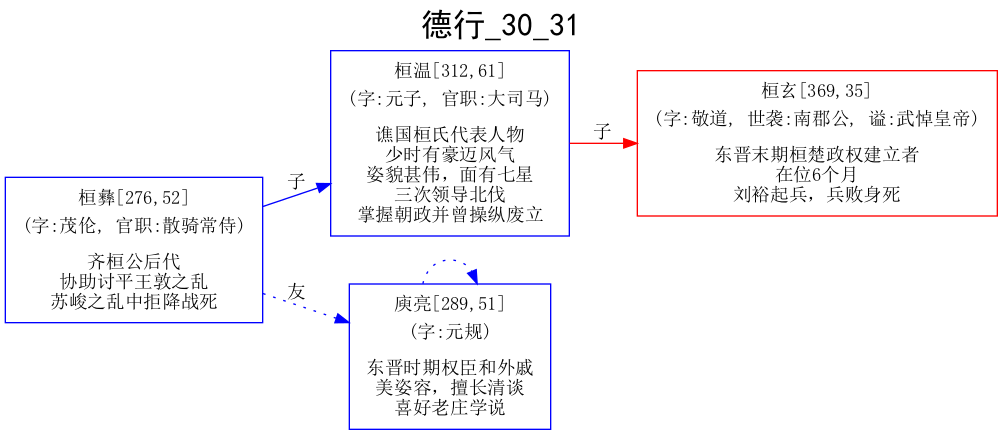 德行_30_31
桓彝[276,52]
(字:茂伦, 官职:散骑常侍)
齐桓公后代
协助讨平王敦之乱
苏峻之乱中拒降战死
子
友
桓温[312,61]
(字:元子, 官职:大司马)
谯国桓氏代表人物
少时有豪迈风气
姿貌甚伟，面有七星
三次领导北伐
掌握朝政并曾操纵废立
庾亮[289,51]
(字:元规)
东晋时期权臣和外戚
美姿容，擅长清谈
喜好老庄学说
子
桓玄[369,35]
(字:敬道, 世袭:南郡公, 谥:武悼皇帝)
东晋末期桓楚政权建立者
在位6个月
刘裕起兵，兵败身死